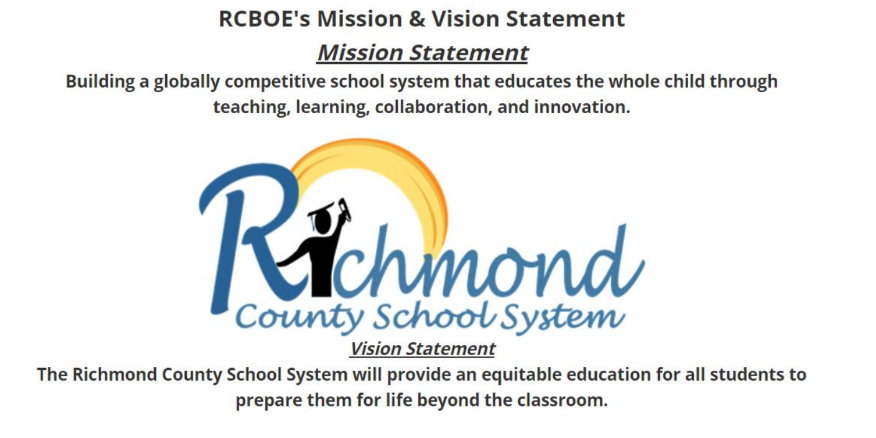 RCBOE's Mission & Vision Statement
Mission Statement
Building a globally competitive school system that educates the whole child through
teaching, learning, collaboration, and innovation.
Richmond
County School System
Vision Statement
The Richmond County School System will provide an equitable education for all students to
prepare them for life beyond the classroom.